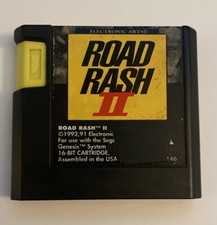 ELECTRONIC ARTS
ROAD
RASH
II
ROAD RASH™ II
©1992,91 Electronic
For use with the Sega
Genesis™ System
16-BIT CARTRIDGE.
Assembled in the USA